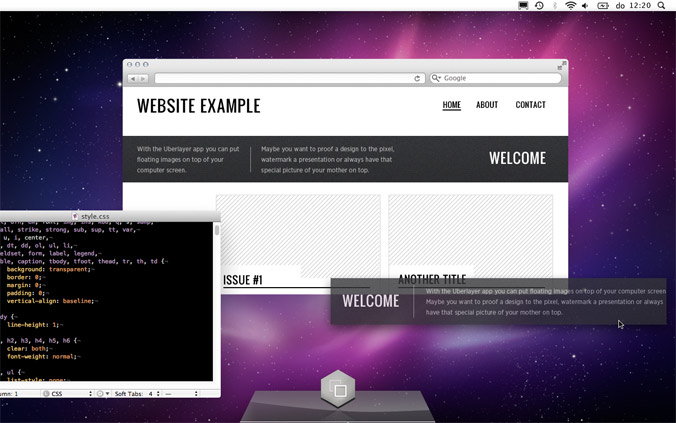 do 12:20
Google
WEBSITE EXAMPLE
HOME ABOUT CONTACT
With the Uberlayer app you can put
floating images on top of your
computer screen.
Maybe you want to proof a design to the pixel,
watermark a presentation or always have that
special picture of your mother on top.
WELCOME
ISSUE #1
ANOTHER TITLE
WELCOME
With the Uberlayer app you can put floating images on top of your computer screen
Maybe you want to proof a design to the pixel, watermark a presentation or always
have that special picture of your mother on top.
style.css
all, strike, strong, sub, sup, tt, var,
u, i, center,
, dt, dd, ol, ul, li,
eldset, form, label, legend,
ble, caption, tbody, tfoot, thead, tr, th, td {
background: transparent;
border: 0;
margin: 0;
padding: 0;
vertical-align: baseline;
dy {
line-height: 1;
, h2, h3, h4, h5, h6 {
clear: both;
font-weight: normal;
, ul {
list-style: none;
umn: 1 CSS Soft Tabs: 4 —